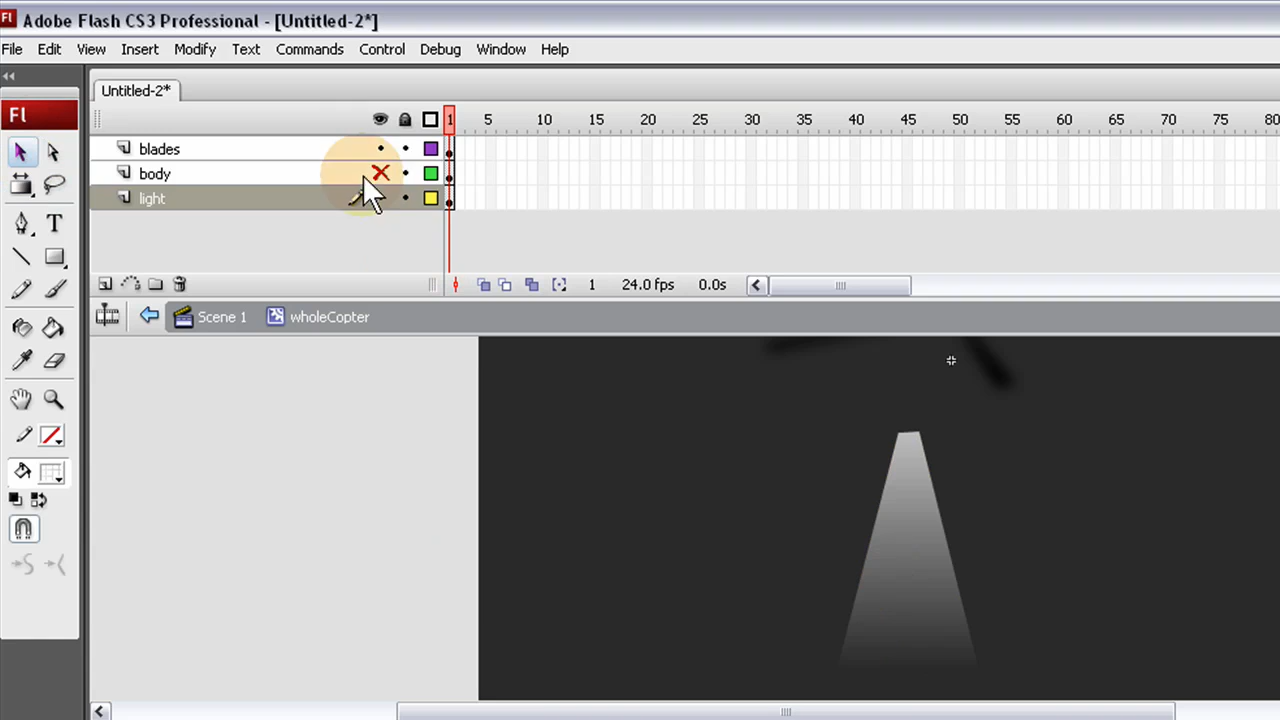 Fl Adobe Flash CS3 Professional - [Untitled-2*]
File Edit View Insert Modify Text Commands Control Debug Window Help
Untitled-2*
Fl
1 5 10 15 20 25 30 35 40 45 50 55 60 65 70 75 80
blades
body
light
1 24.0 fps 0.0s
Scene 1 wholeCopter